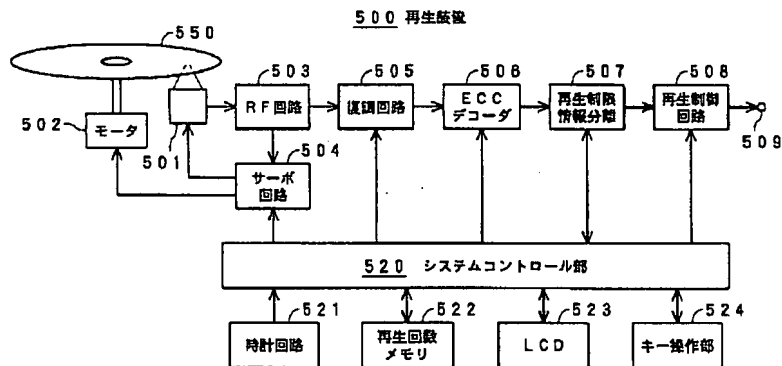 500 再生装置
550
503
505
506
507
508
RF回路
復調回路
ECC
デコーダ
再生制限
情報分離
再生制御
回路
502
モータ
501
504
509
サーボ
回路
520 システムコントロール部
521
522
523
524
時計回路
再生回数
メモリ
LCD
キー操作部